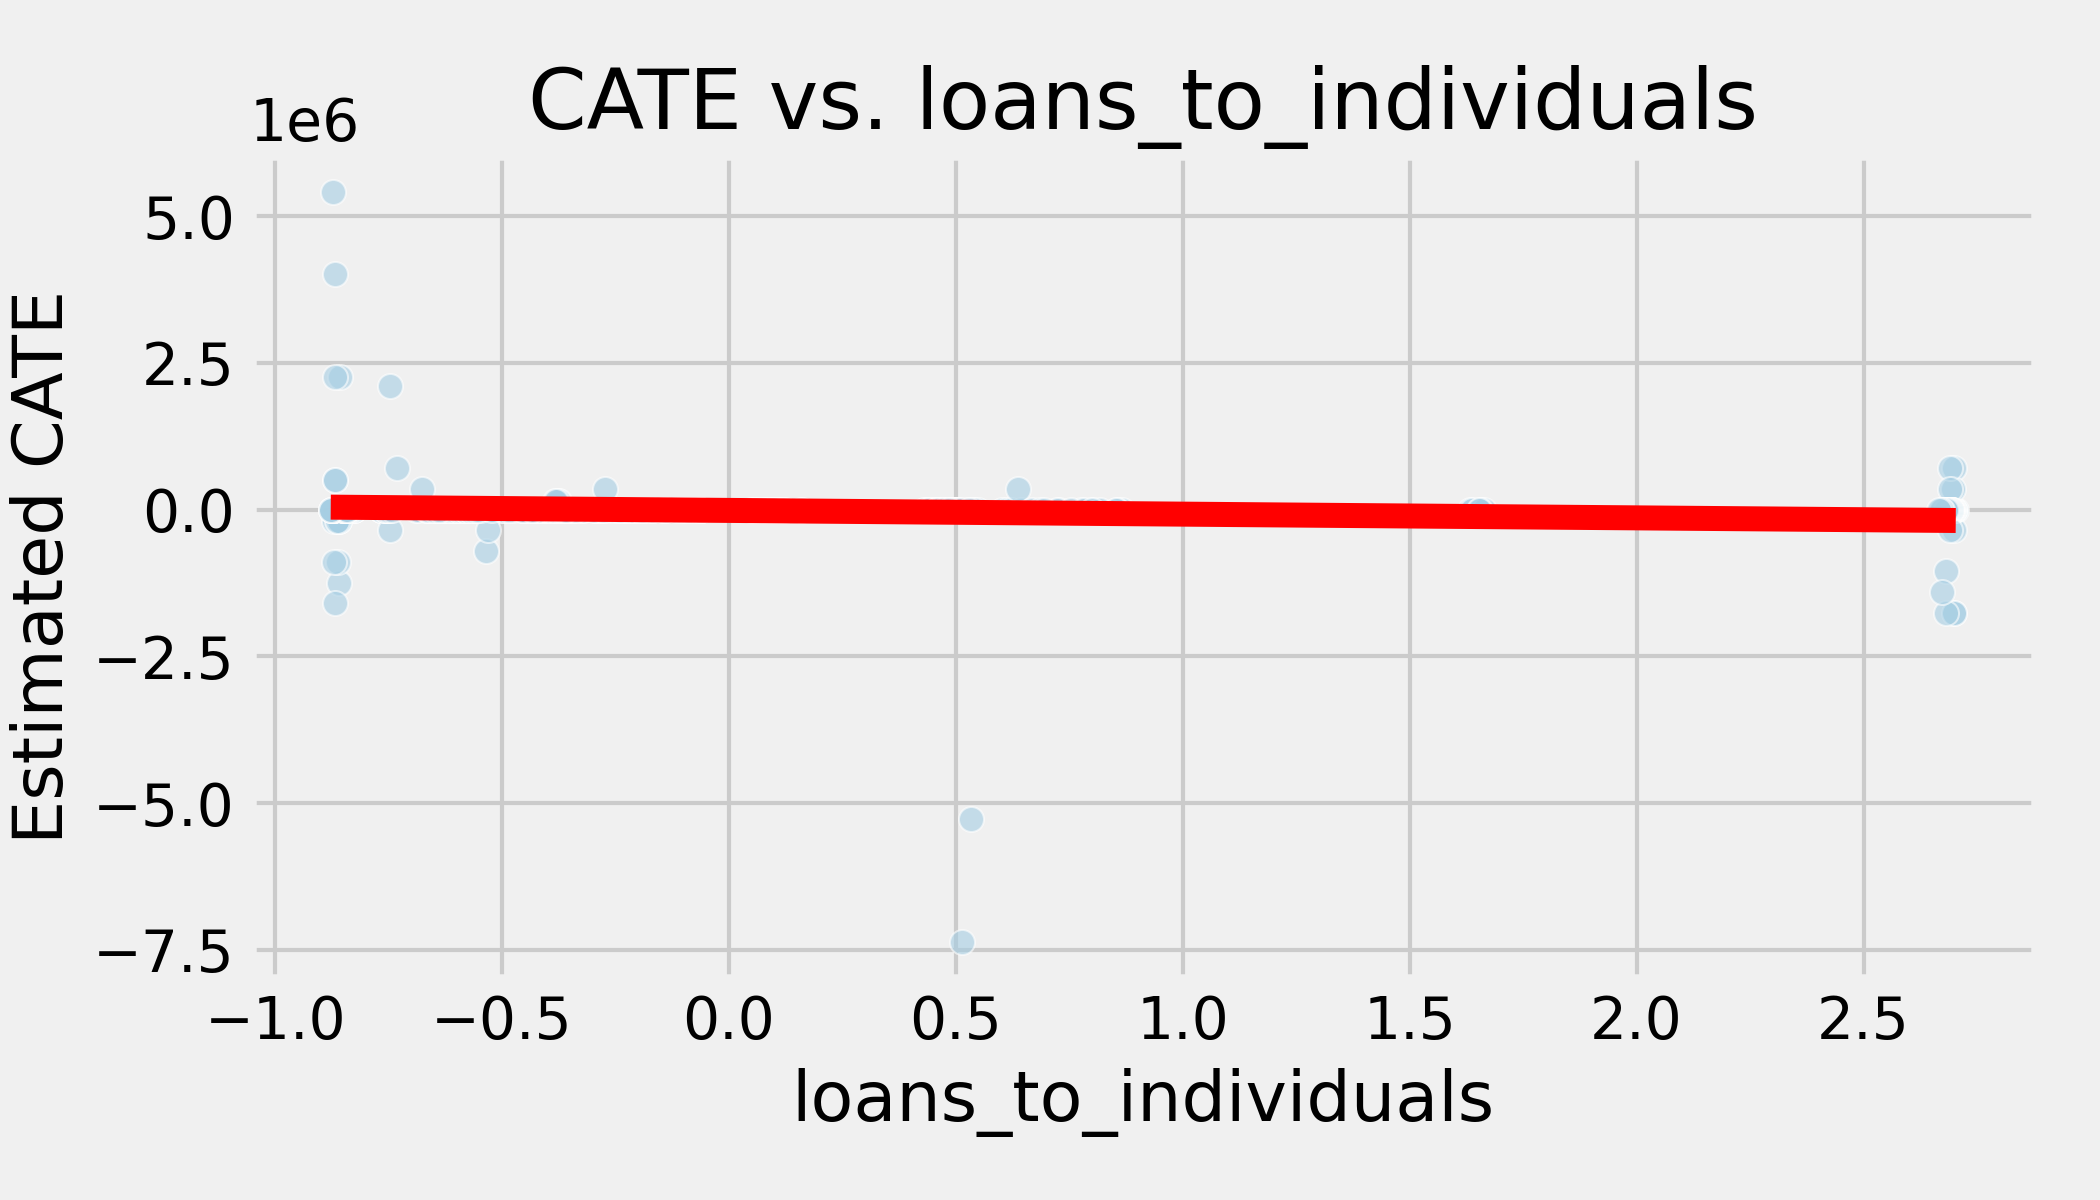 CATE vs. loans_to_individuals
1e6
5.0
2.5
0.0
−2.5
−5.0
−7.5
Estimated CATE
−1.0 −0.5 0.0 0.5 1.0 1.5 2.0 2.5
loans_to_individuals